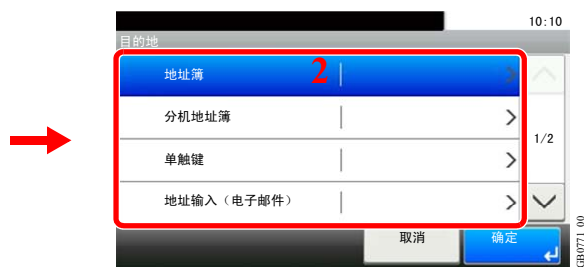 10:10
目的地
地址簿
2
分机地址簿
单触键
1/2
地址输入（电子邮件）
取消
确定
GB0771_00